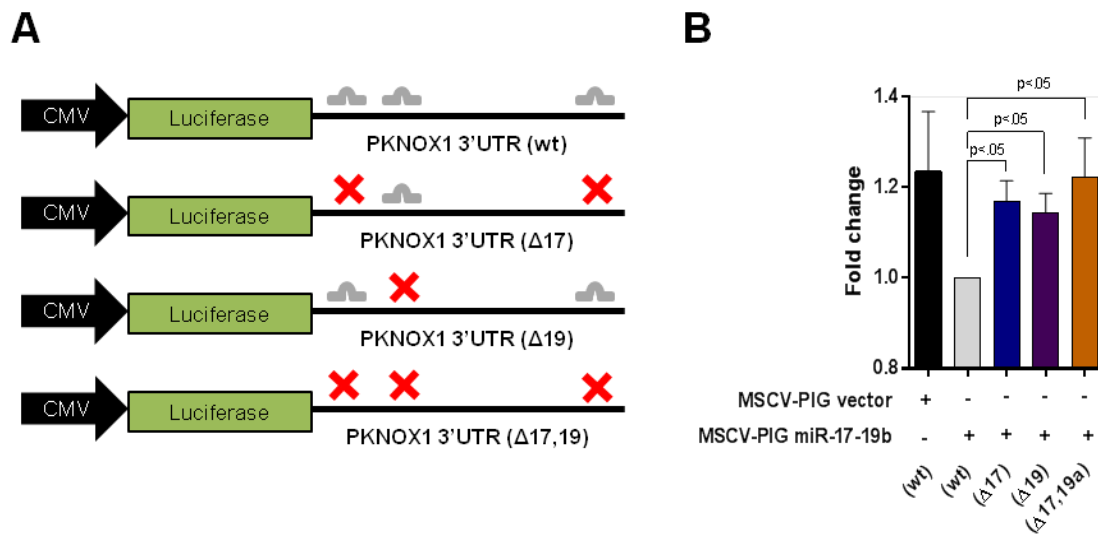 A
CMV
Luciferase
PKNOX1 3'UTR (wt)
CMV
Luciferase
PKNOX1 3'UTR (Δ17)
CMV
Luciferase
PKNOX1 3'UTR (Δ19)
CMV
Luciferase
PKNOX1 3'UTR (Δ17,19)
B
p<.05
p<.05
p<.05
Fold change
1.4
1.2
1.0
0.8
MSCV-PIG vector + - - - -
MSCV-PIG miR-17-19b - + + + +
(wt) (wt) (Δ17) (Δ19) (Δ17,19a)